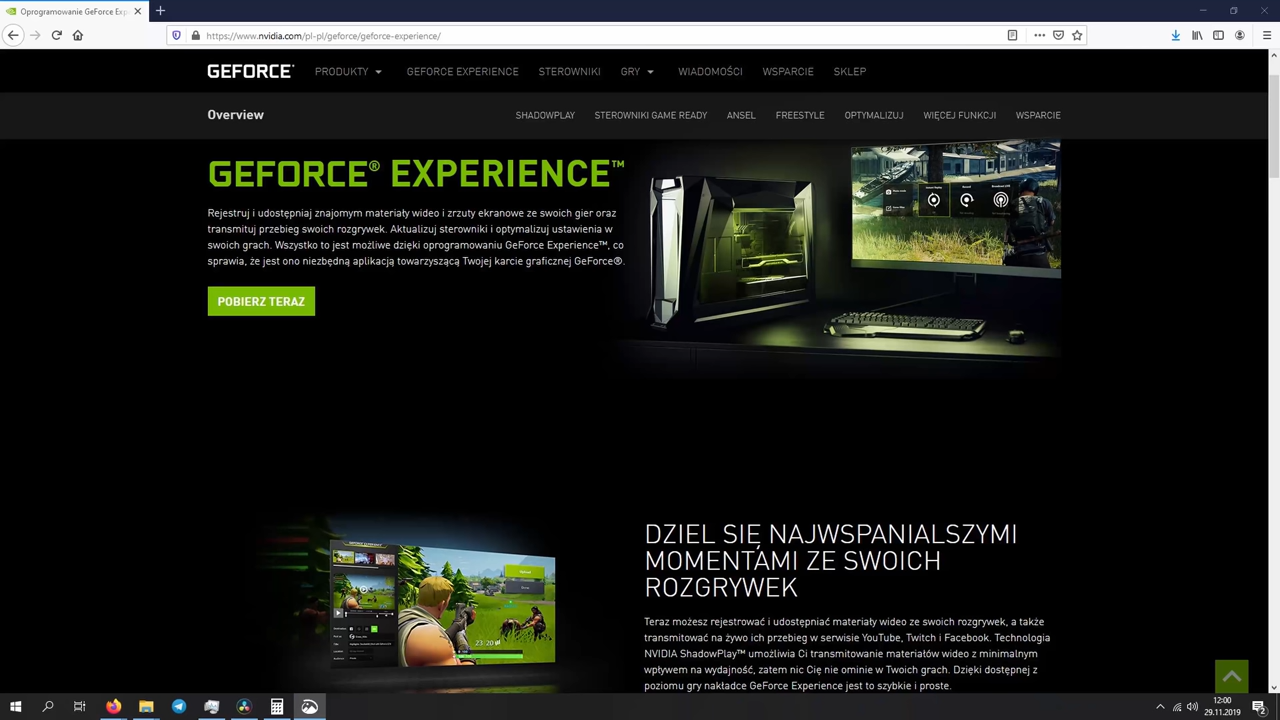 Oprogramowanie GeForce Exp
https://www.nvidia.com/pl-pl/geforce/geforce-experience/
GEFORCE PRODUKTY GEFORCE EXPERIENCE STEROWNIKI GRY WIADOMOŚCI WSPARCIE SKLEP
Overview SHADOWPLAY STEROWNIKI GAME READY ANSEL FREESTYLE OPTYMALIZUJ WIĘCEJ FUNKCJI WSPARCIE
GEFORCE® EXPERIENCE™
Rejestruj i udostępniaj znajomym materiały wideo i zrzuty ekranowe ze swoich gier oraz
transmituj przebieg swoich rozgrywek. Aktualizuj sterowniki i optymalizuj ustawienia w
swoich grach. Wszystko to jest możliwe dzięki oprogramowaniu GeForce Experience™, co
sprawia, że jest ono niezbędną aplikacją towarzyszącą Twojej karcie graficznej GeForce®.
POBIERZ TERAZ
DZIEL SIĘ NAJWSPANIALSZYMI
MOMENTAMI ZE SWOICH
ROZGRYWEK
Teraz możesz rejestrować i udostępniać materiały wideo ze swoich rozgrywek, a także
transmitować na żywo ich przebieg w serwisie YouTube, Twitch i Facebook. Technologia
NVIDIA ShadowPlay™ umożliwia Ci transmitowanie materiałów wideo z minimalnym
wpływem na wydajność, zatem nic Cię nie ominie w Twoich grach. Dzięki dostępnej z
poziomu gry nakładce GeForce Experience jest to szybkie i proste.
23:20
12:00
29.11.2019
2